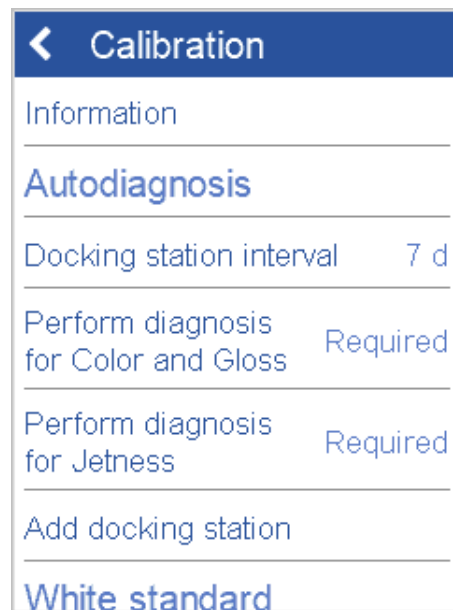 Calibration
Information
Autodiagnosis
Docking station interval 7 d
Perform diagnosis
for Color and Gloss Required
Perform diagnosis
for Jetness Required
Add docking station
White standard